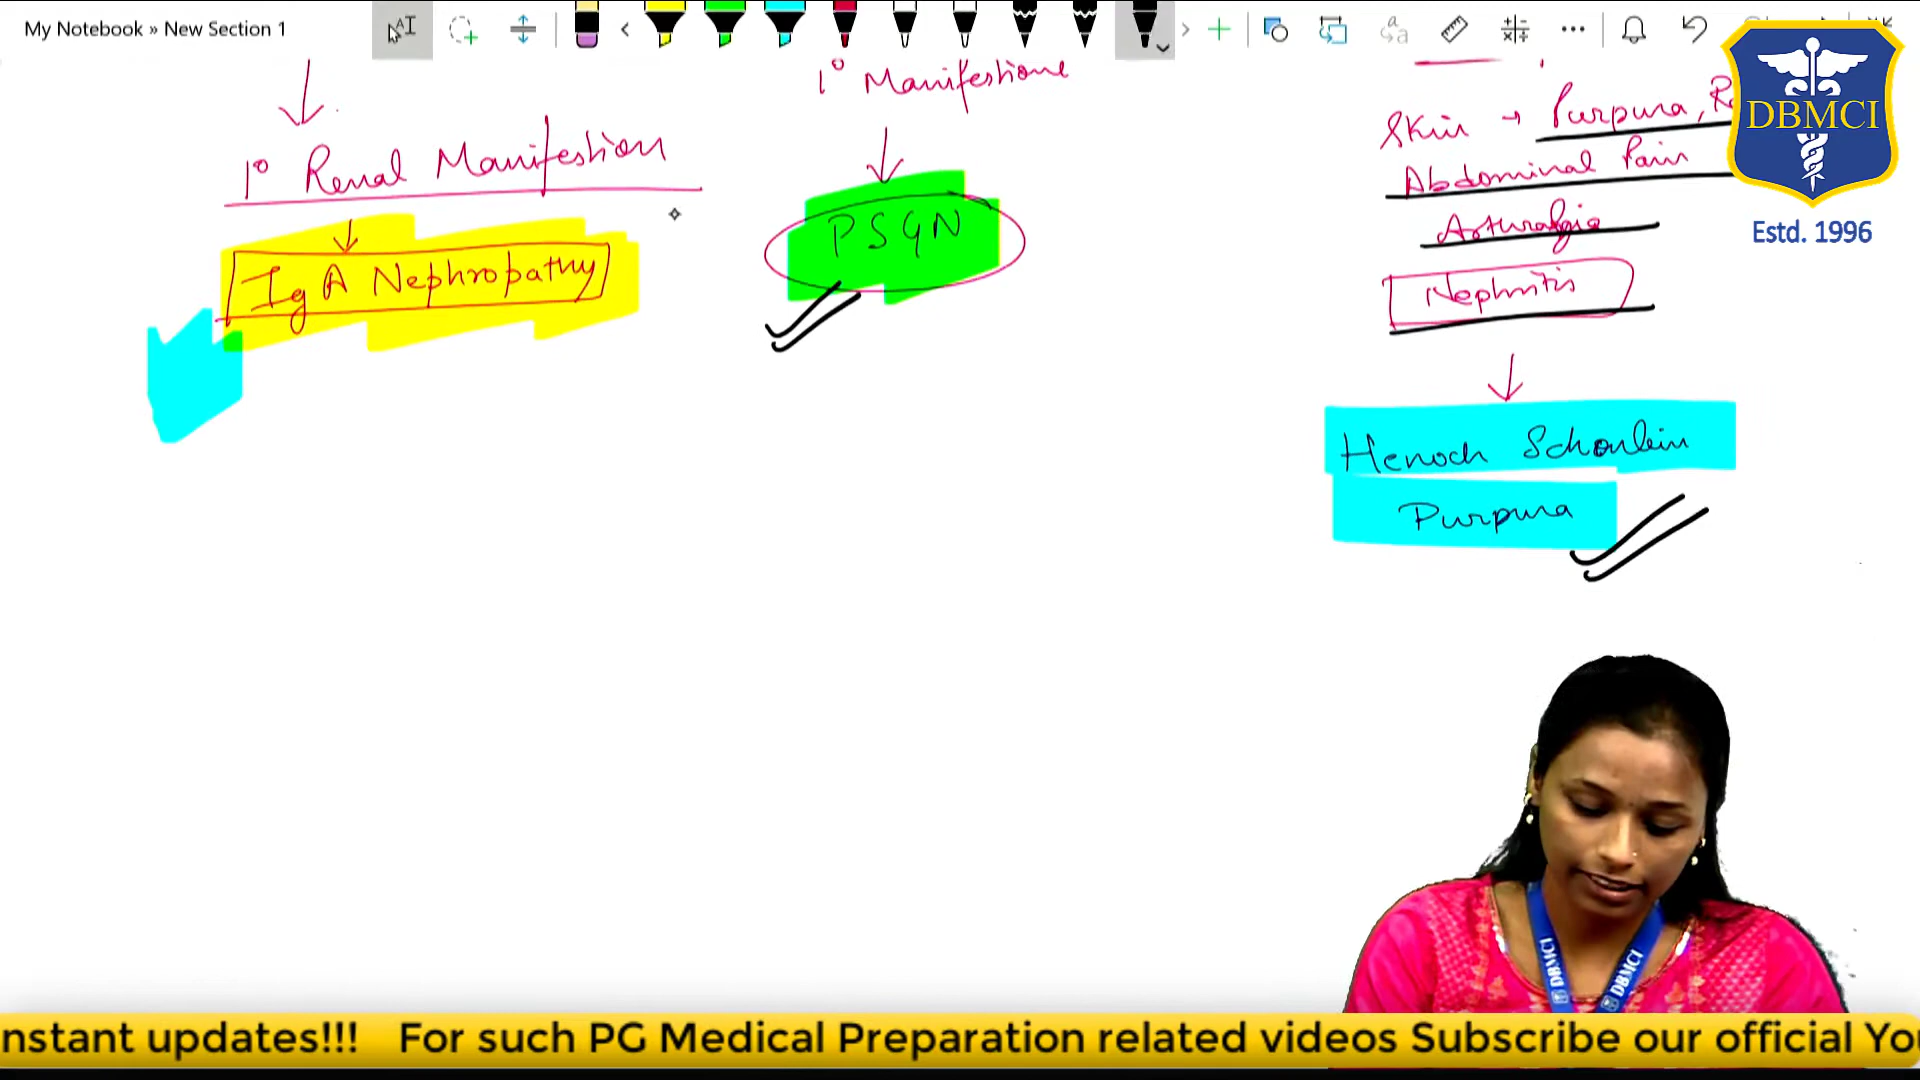 My Notebook » New Section 1
1° Renal Manifestion
IgA Nephropathy
1° Manifestione
PSGN
Skin → Purpura,
Abdominal Pain
Arthralgia
Nephritis
Henoch Schonlein
Purpura
DBMCI
Estd. 1996
DBMCI
DBMCI
nstant updates!!! For such PG Medical Preparation related videos Subscribe our official Yo